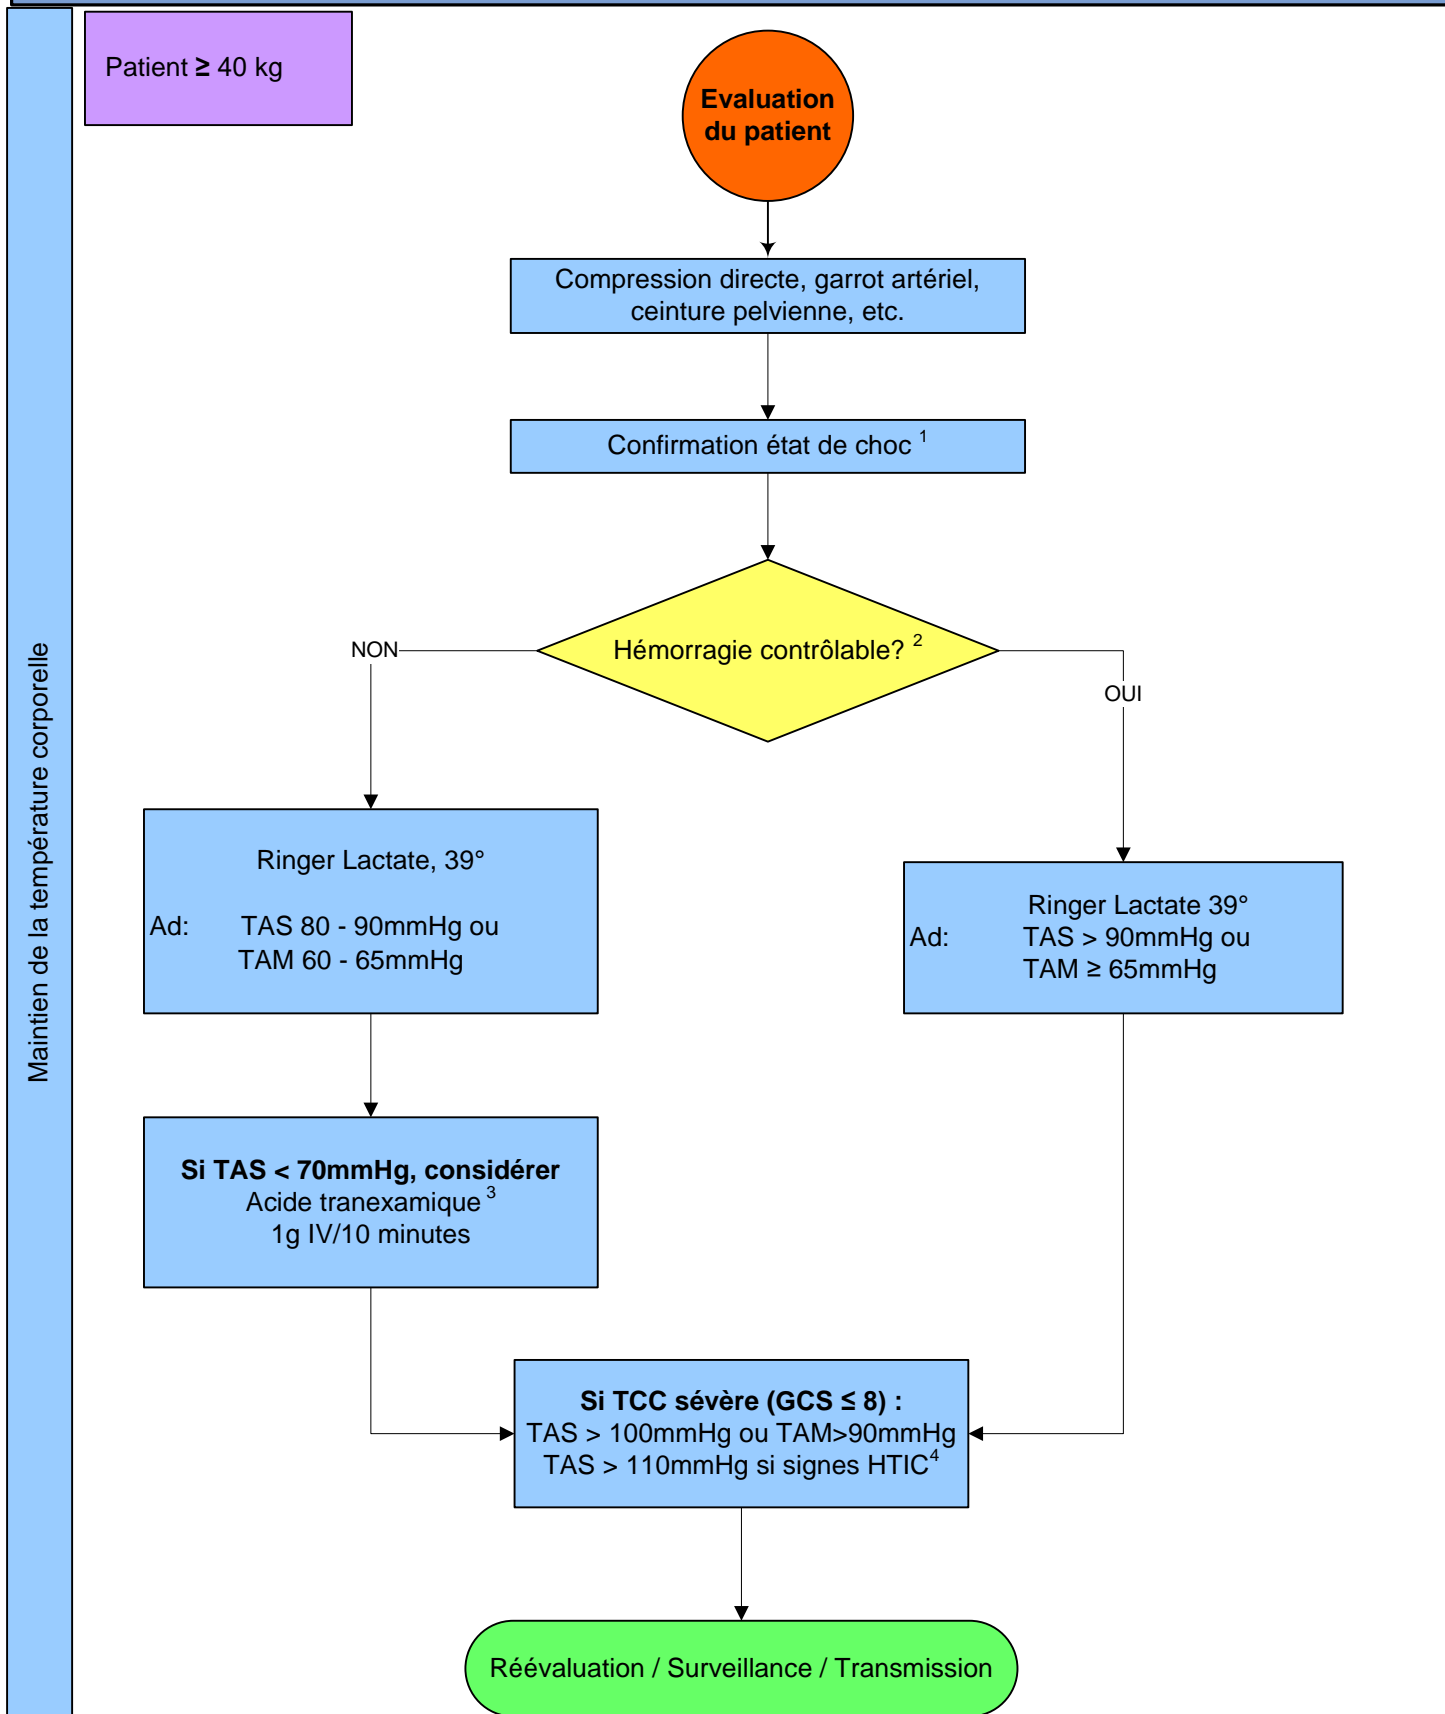 Patient ≥ 40 kg
Evaluation
du patient
Compression directe, garrot artériel,
ceinture pelvienne, etc.
Confirmation état de choc 1
Hémorragie contrôlable? 2
NON
OUI
Ringer Lactate, 39°
Ad: TAS 80 - 90mmHg ou
TAM 60 - 65mmHg
Ringer Lactate 39°
Ad: TAS > 90mmHg ou
TAM ≥ 65mmHg
Si TAS < 70mmHg, considérer
Acide tranexamique 3
1g IV/10 minutes
Si TCC sévère (GCS ≤ 8) :
TAS > 100mmHg ou TAM>90mmHg
TAS > 110mmHg si signes HTIC4
Réévaluation / Surveillance / Transmission
Maintien de la température corporelle